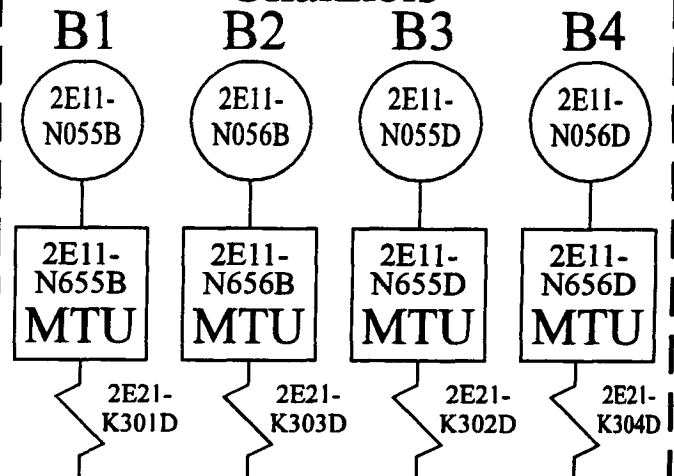 B1 B2 B3 B4
2E11- 2E11- 2E11- 2E11-
N055B N056B N055D N056D
2E11- 2E11- 2E11- 2E11-
N655B N656B N655D N656D
MTU MTU MTU MTU
2E21- 2E21- 2E21- 2E21-
K301D K303D K302D K304D